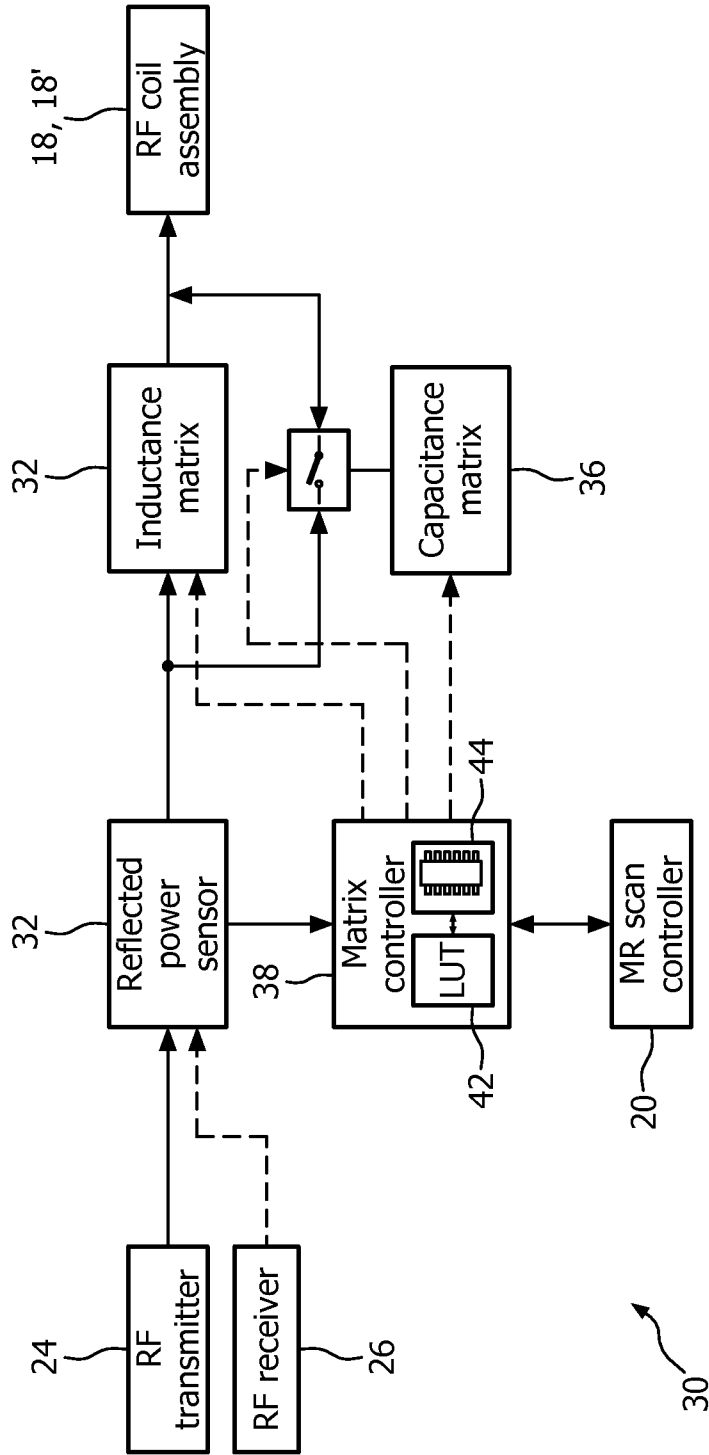 24
RF
transmitter
RF receiver
26
32
Reflected
power
sensor
38
Matrix
controller
LUT
42
44
MR scan
controller
20
32
Inductance
matrix
Capacitance
matrix
36
18, 18'
RF coil
assembly
30